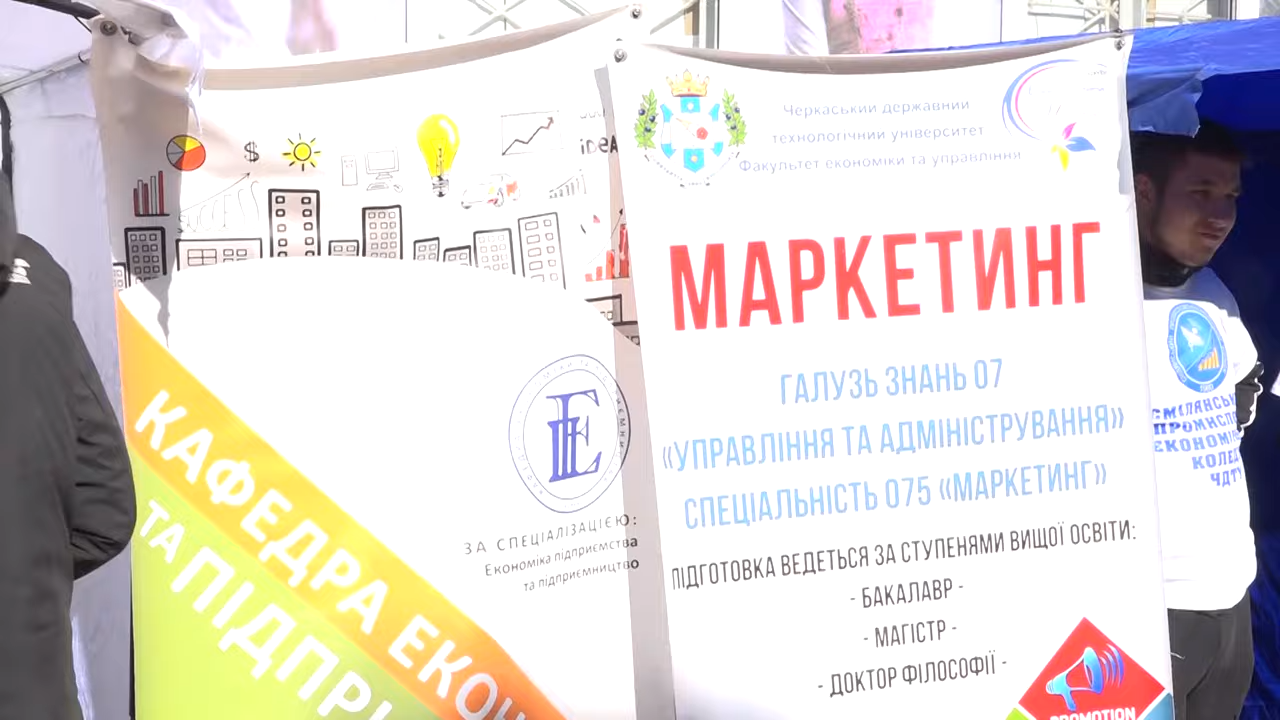 IDEA
КАФЕДРА
ТА
ЗА СПЕЦІАЛІЗАЦІЄЮ:
Економіка підприємства
та підприємництво
Черкаський державний
технологічний університет
Факультет економіки та управління
МАРКЕТИНГ
ГАЛУЗЬ ЗНАНЬ 07
«УПРАВЛІННЯ ТА АДМІНІСТРУВАННЯ»
СПЕЦІАЛЬНІСТЬ 075 «МАРКЕТИНГ»
ПІДГОТОВКА ВЕДЕТЬСЯ ЗА СТУПЕНЯМИ ВИЩОЇ ОСВІТИ:
- БАКАЛАВР -
- МАГІСТР -
- ДОКТОР ФІЛОСОФІЇ -
PROMOTION
ЧДТУ